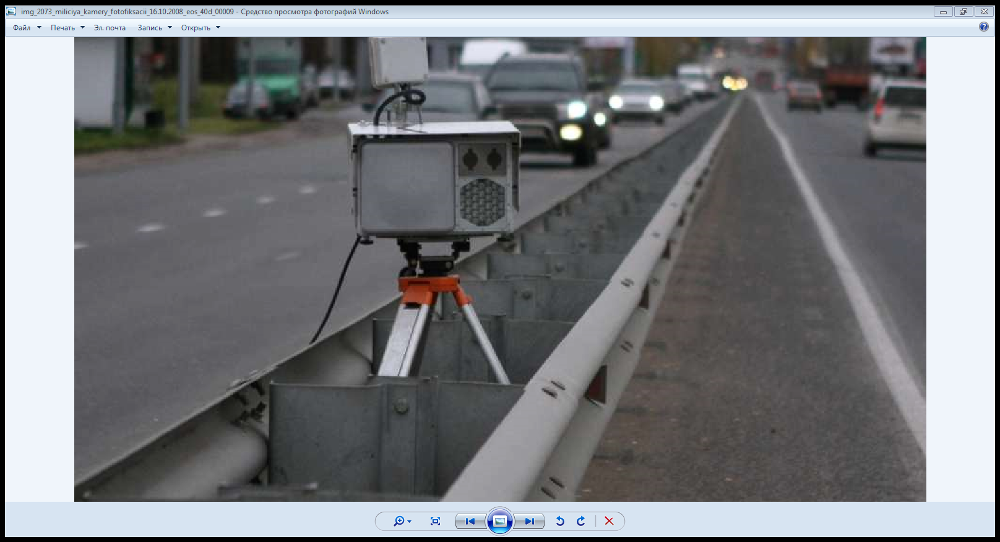 img_2073_miliciya_kamery_fotofiksacii_16.10.2008_eos_40d_00009 - Средство просмотра фотографий Windows
Файл Печать Эл. почта Запись Открыть